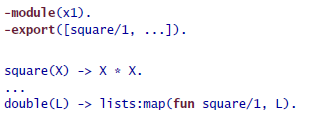 -module(x1).
-export([square/1, ...]).
square(X) -> X * X.
...
double(L) -> lists:map(fun square/1, L).